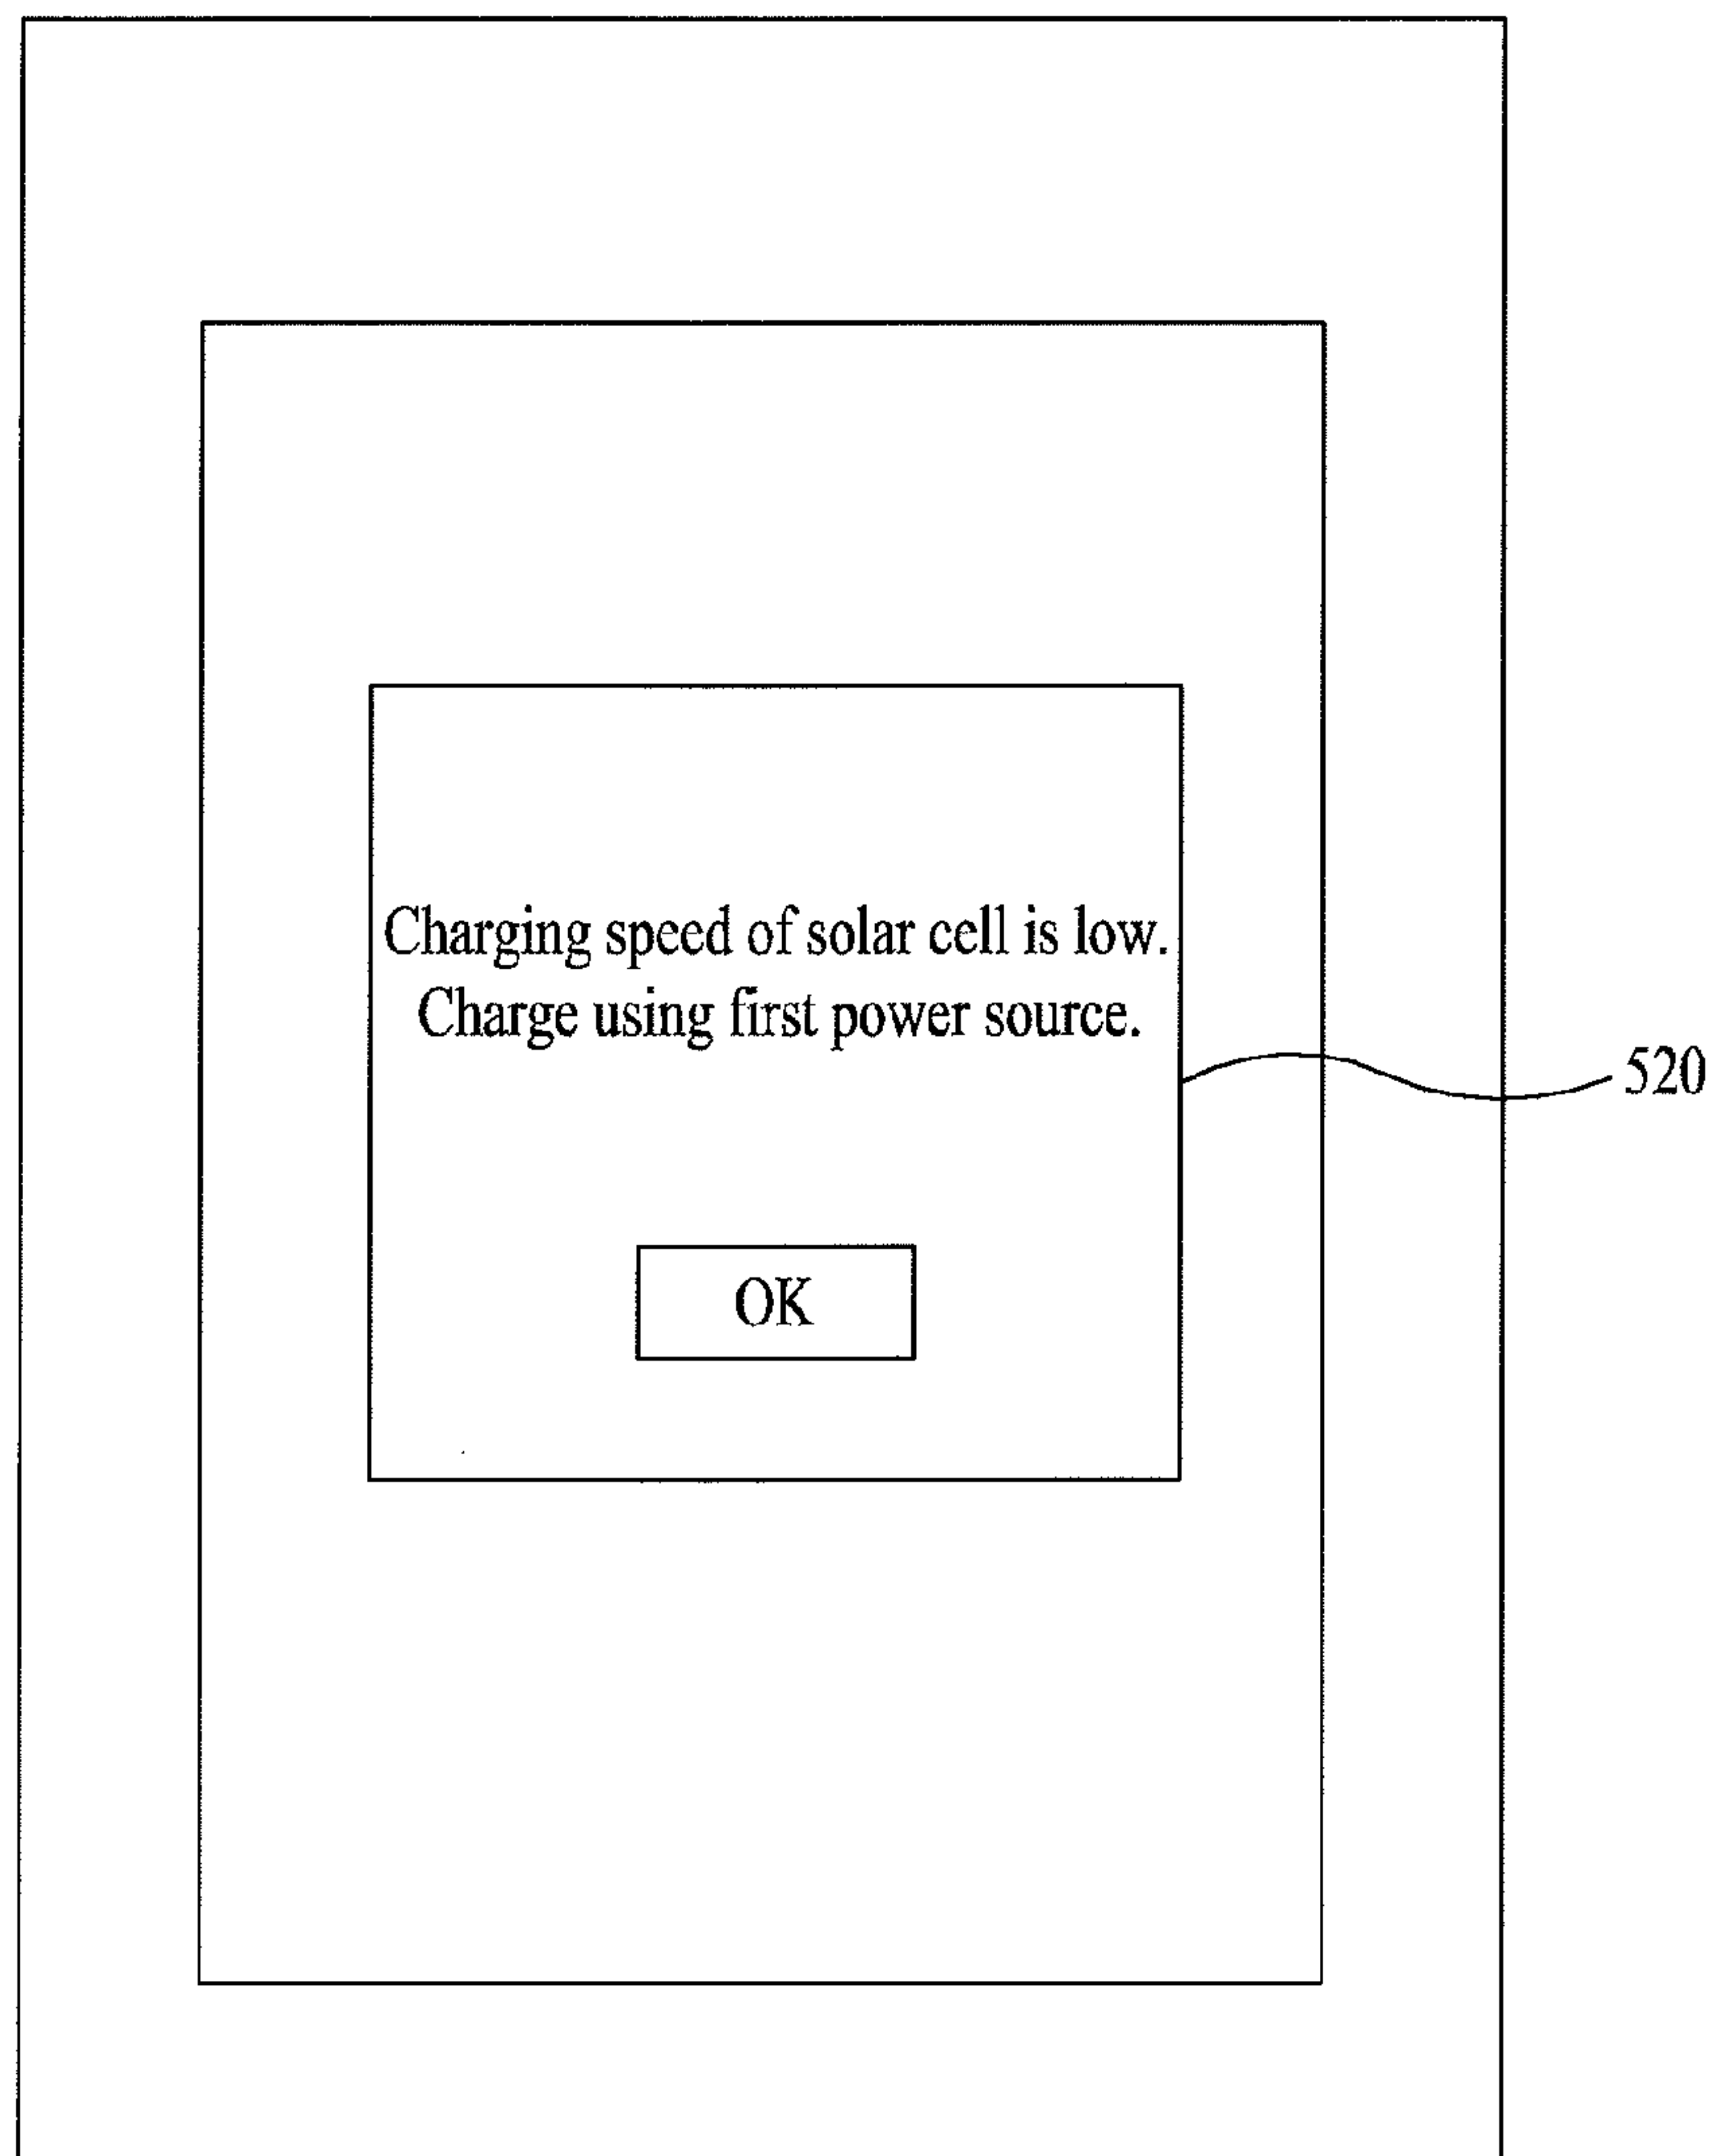 Charging speed of solar cell is low.
Charge using first power source.
520
OK